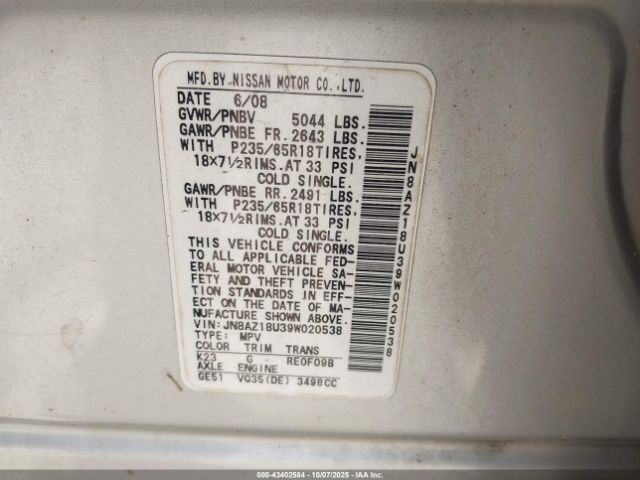 MFD.BY NISSAN MOTOR CO.,LTD.
DATE 6/08
GVWR/PNBV 5044 LBS.
GAWR/PNBE FR.2643 LBS.
WITH P235/65R18TIRES,
18×7½RIMS.AT 33 PSI
COLD SINGLE.
GAWR/PNBE RR.2491 LBS.
WITH P235/65R18TIRES,
18×7½RIMS.AT 33 PSI
COLD SINGLE.
THIS VEHICLE CONFORMS
TO ALL APPLICABLE FED-
ERAL MOTOR VEHICLE SA-
FETY AND THEFT PREVEN-
TION STANDARDS IN EFF-
ECT ON THE DATE OF MA-
NUFACTURE SHOWN ABOVE.
VIN:JN8AZ18U39W020538
TYPE: MPV
COLOR TRIM TRANS
K23 G RE0F09B
AXLE ENGINE
GE51 VQ35(DE) 3498CC
JN8AZ18U39W020538
000-43402584 | 10/07/2025 | IAA Inc.